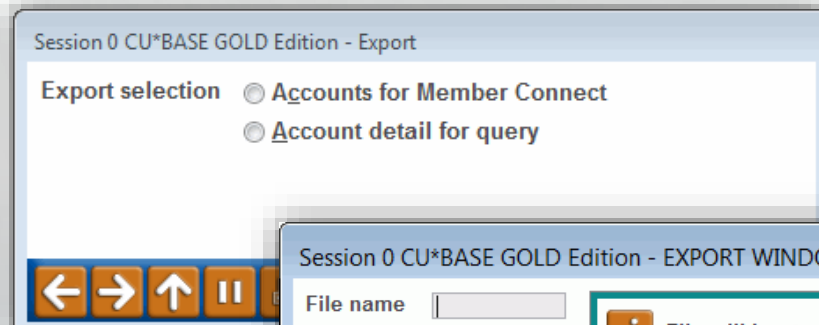 Session 0 CU*BASE GOLD Edition - Export
Export selection Accounts for Member Connect
Account detail for query
Session 0 CU*BASE GOLD Edition - EXPORT
File name